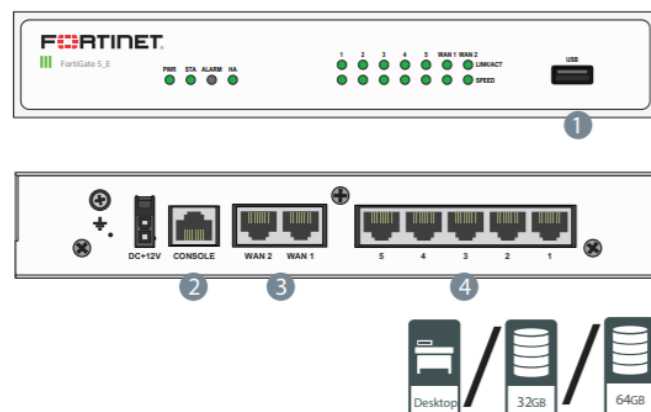 FORTINET
FortiGate 5_E
PWR STA ALARM HA
1 2 3 4 5 WAN 1 WAN 2
LINK/ACT
SPEED
USB
1
DC+12V CONSOLE WAN 2 WAN 1 5 4 3 2 1
2 3 4
Desktop 32GB 64GB